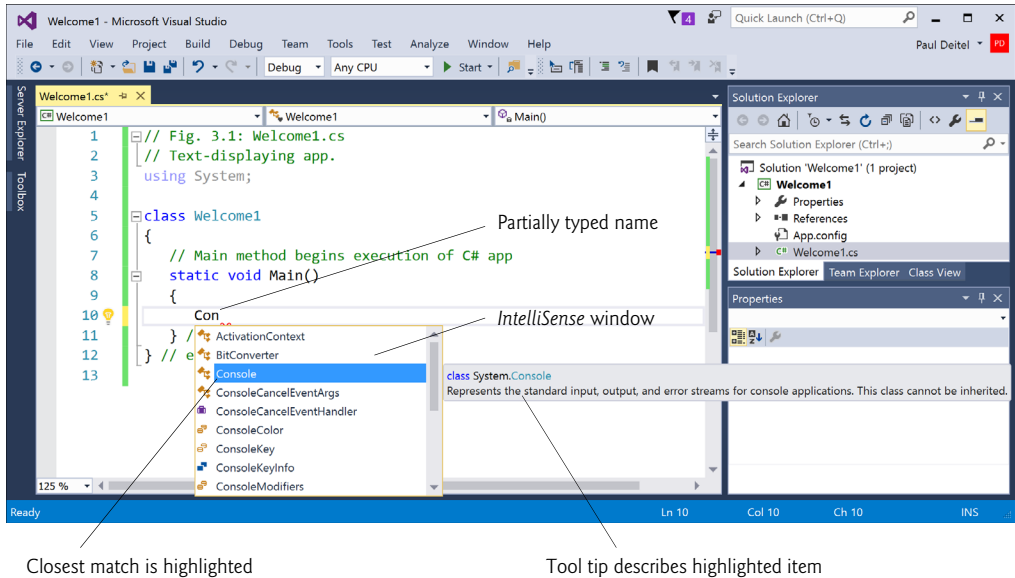 Welcome1 - Microsoft Visual Studio
4
Quick Launch (Ctrl+Q)
File Edit View Project Build Debug Team Tools Test Analyze Window Help
Paul Deitel PD
Debug Any CPU Start
Server Explorer
Toolbox
Welcome1.cs*
C# Welcome1 Welcome1 Main()
1 // Fig. 3.1: Welcome1.cs
2 // Text-displaying app.
3 using System;
4
5 class Welcome1
6 {
7 // Main method begins execution of C# app
8 static void Main()
9 {
10 Con
11 } /
12 } // e
13
Partially typed name
IntelliSense window
ActivationContext
BitConverter
Console
ConsoleCancelEventArgs
ConsoleCancelEventHandler
ConsoleColor
ConsoleKey
ConsoleKeyInfo
ConsoleModifiers
class System.Console
Represents the standard input, output, and error streams for console applications. This class cannot be inherited.
Solution Explorer
Search Solution Explorer (Ctrl+;)
Solution 'Welcome1' (1 project)
C# Welcome1
Properties
References
App.config
C# Welcome1.cs
Solution Explorer Team Explorer Class View
Properties
125 %
Ready Ln 10 Col 10 Ch 10 INS
Closest match is highlighted
Tool tip describes highlighted item